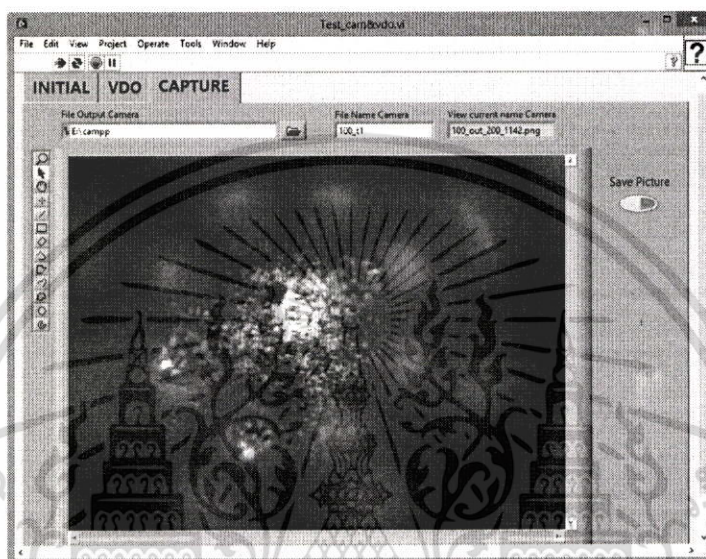 Test_cam&vdo.vi
File Edit View Project Operate Tools Window Help
?
?
INITIAL VDO CAPTURE
File Output Camera File Name Camera View current name Camera
E:\campp 100_t1 100_out_200_1142.png
Save Picture